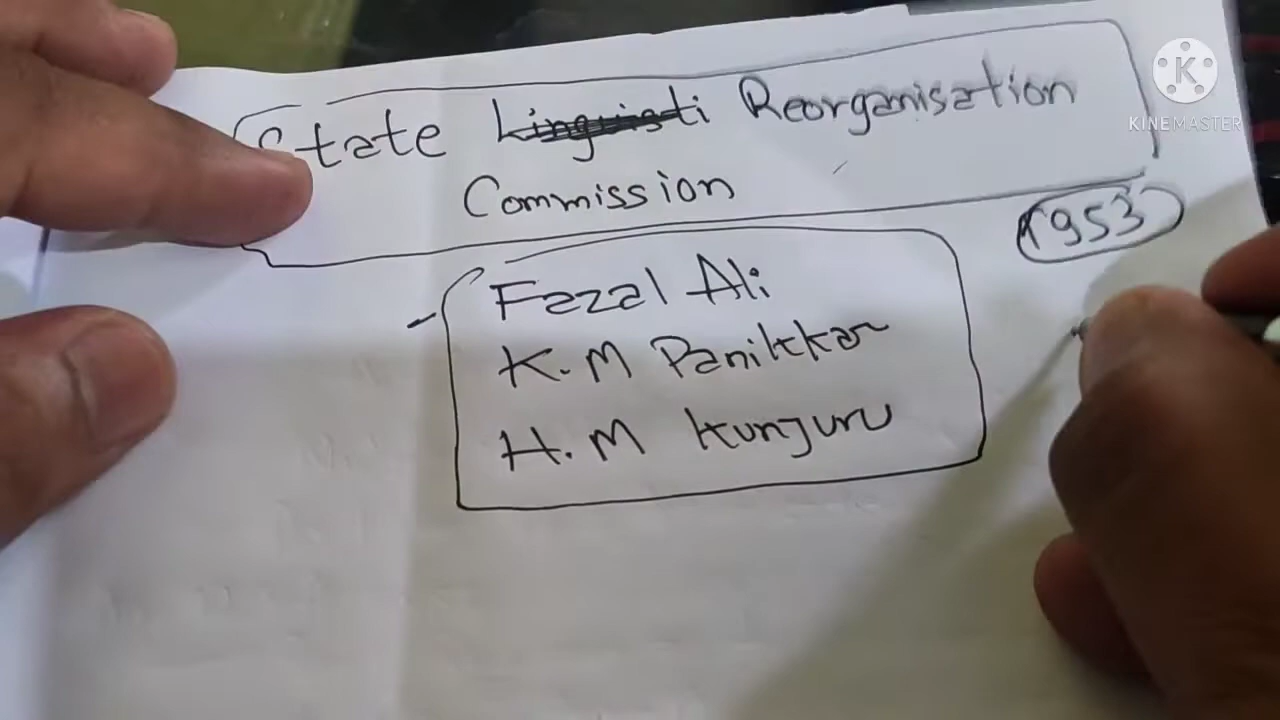 State Linguisti Reorganisation
Commission
1953
Fazal Ali
K.M Panikkar
H.M Kunjuru
K
KINEMASTER